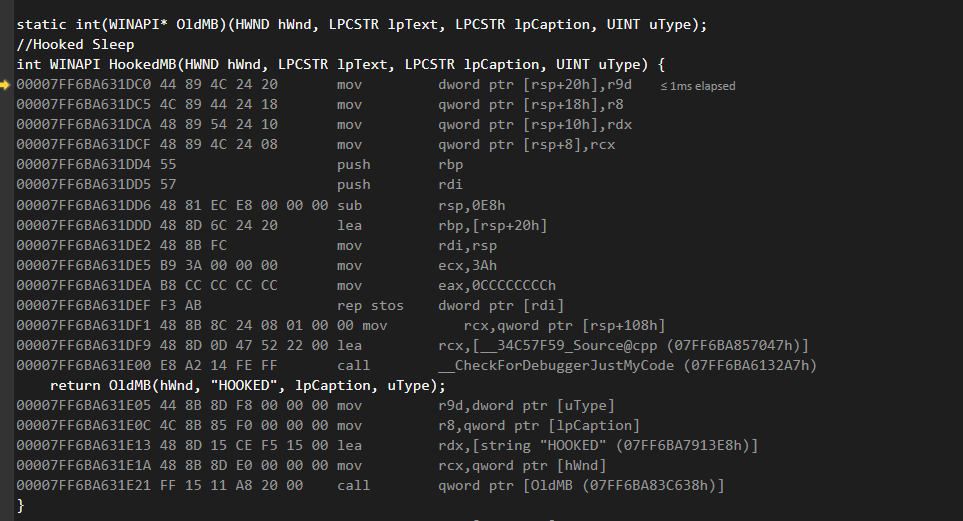 static int(WINAPI* OldMB)(HWND hWnd, LPCSTR lpText, LPCSTR lpCaption, UINT uType);
//Hooked Sleep
int WINAPI HookedMB(HWND hWnd, LPCSTR lpText, LPCSTR lpCaption, UINT uType) {
00007FF6BA631DC0 44 89 4C 24 20       mov         dword ptr [rsp+20h],r9d   ≤ 1ms elapsed
00007FF6BA631DC5 4C 89 44 24 18       mov         qword ptr [rsp+18h],r8
00007FF6BA631DCA 48 89 54 24 10       mov         qword ptr [rsp+10h],rdx
00007FF6BA631DCF 48 89 4C 24 08       mov         qword ptr [rsp+8],rcx
00007FF6BA631DD4 55                   push        rbp
00007FF6BA631DD5 57                   push        rdi
00007FF6BA631DD6 48 81 EC E8 00 00 00 sub         rsp,0E8h
00007FF6BA631DDD 48 8D 6C 24 20       lea         rbp,[rsp+20h]
00007FF6BA631DE2 48 8B FC             mov         rdi,rsp
00007FF6BA631DE5 B9 3A 00 00 00       mov         ecx,3Ah
00007FF6BA631DEA B8 CC CC CC CC       mov         eax,0CCCCCCCCh
00007FF6BA631DEF F3 AB                rep stos    dword ptr [rdi]
00007FF6BA631DF1 48 8B 8C 24 08 01 00 00 mov         rcx,qword ptr [rsp+108h]
00007FF6BA631DF9 48 8D 0D 47 52 22 00 lea         rcx,[__34C57F59_Source@cpp (07FF6BA857047h)]
00007FF6BA631E00 E8 A2 14 FE FF       call        __CheckForDebuggerJustMyCode (07FF6BA6132A7h)
    return OldMB(hWnd, "HOOKED", lpCaption, uType);
00007FF6BA631E05 44 8B 8D F8 00 00 00 mov         r9d,dword ptr [uType]
00007FF6BA631E0C 4C 8B 85 F0 00 00 00 mov         r8,qword ptr [lpCaption]
00007FF6BA631E13 48 8D 15 CE F5 15 00 lea         rdx,[string "HOOKED" (07FF6BA7913E8h)]
00007FF6BA631E1A 48 8B 8D E0 00 00 00 mov         rcx,qword ptr [hWnd]
00007FF6BA631E21 FF 15 11 A8 20 00    call        qword ptr [OldMB (07FF6BA83C638h)]
}